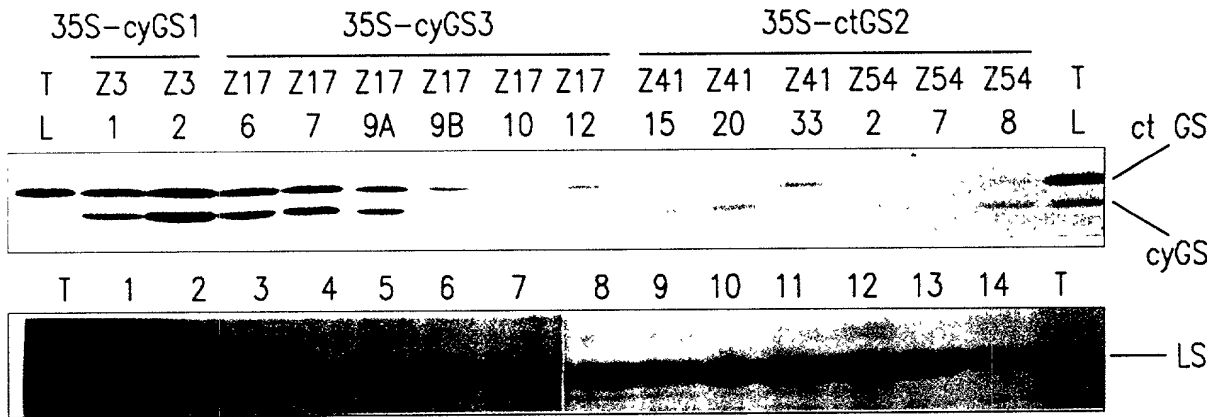 35S-cyGS1 35S-cyGS3 35S-ctGS2
T Z3 Z3 Z17 Z17 Z17 Z17 Z17 Z17 Z41 Z41 Z41 Z54 Z54 Z54 T
L 1 2 6 7 9A 9B 10 12 15 20 33 2 7 8 L ct GS
cyGS
T 1 2 3 4 5 6 7 8 9 10 11 12 13 14 T
LS